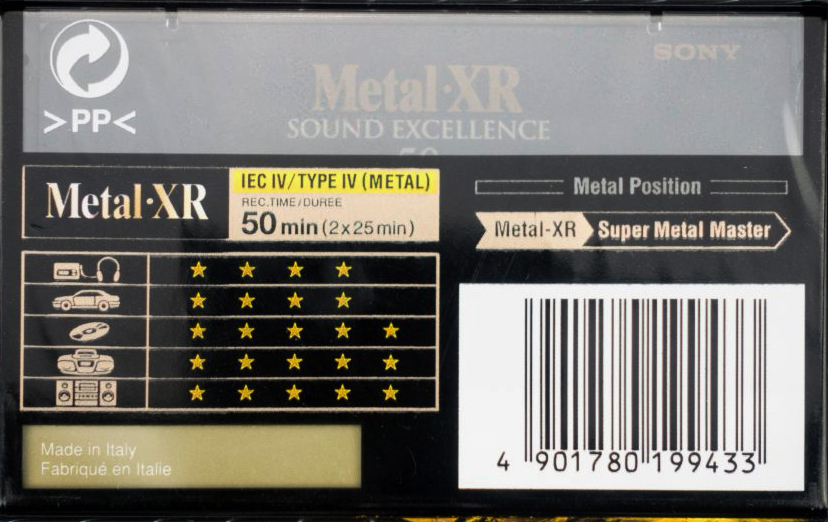 SONY
Metal·XR
SOUND EXCELLENCE
50
>PP<
Metal·XR
IEC IV/TYPE IV (METAL)
REC.TIME/DUREE
50 min (2x25 min)
Metal Position
Metal-XR
Super Metal Master
Made in Italy
Fabriqué en Italie
4 901780 199433